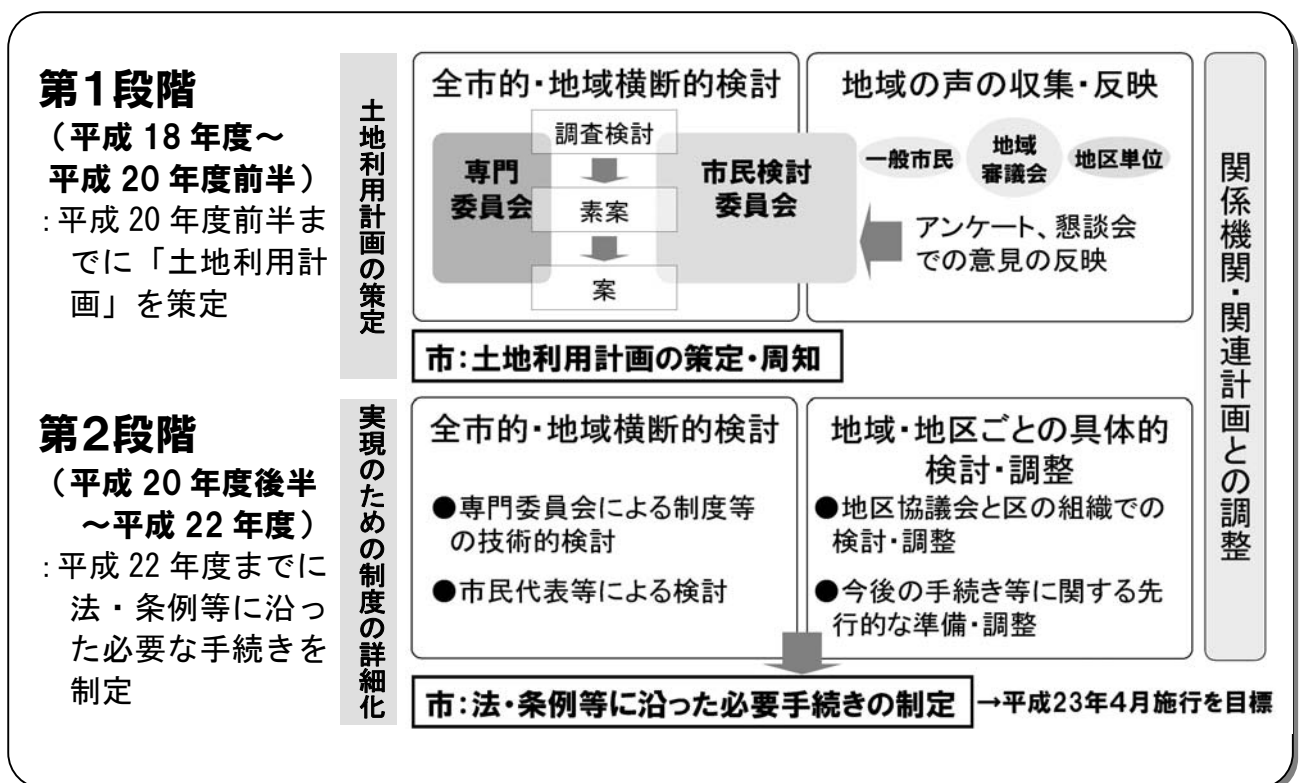 第1段階
（平成 18 年度～
平成 20 年度前半）
：平成 20 年度前半ま
でに「土地利用計
画」を策定
土地利用計画の策定
全市的・地域横断的検討
専門
委員会
調査検討
素案
案
市民検討
委員会
地域の声の収集・反映
一般市民
地域
審議会
地区単位
アンケート、懇談会
での意見の反映
市：土地利用計画の策定・周知
第2段階
（平成 20 年度後半
～平成 22 年度）
：平成 22 年度までに
法・条例等に沿っ
た必要な手続きを
制定
実現のための制度の詳細化
全市的・地域横断的検討
●専門委員会による制度等
の技術的検討
●市民代表等による検討
地域・地区ごとの具体的
検討・調整
●地区協議会と区の組織での
検討・調整
●今後の手続き等に関する先
行的な準備・調整
市：法・条例等に沿った必要手続きの制定
→平成23年4月施行を目標
関係機関・関連計画との調整